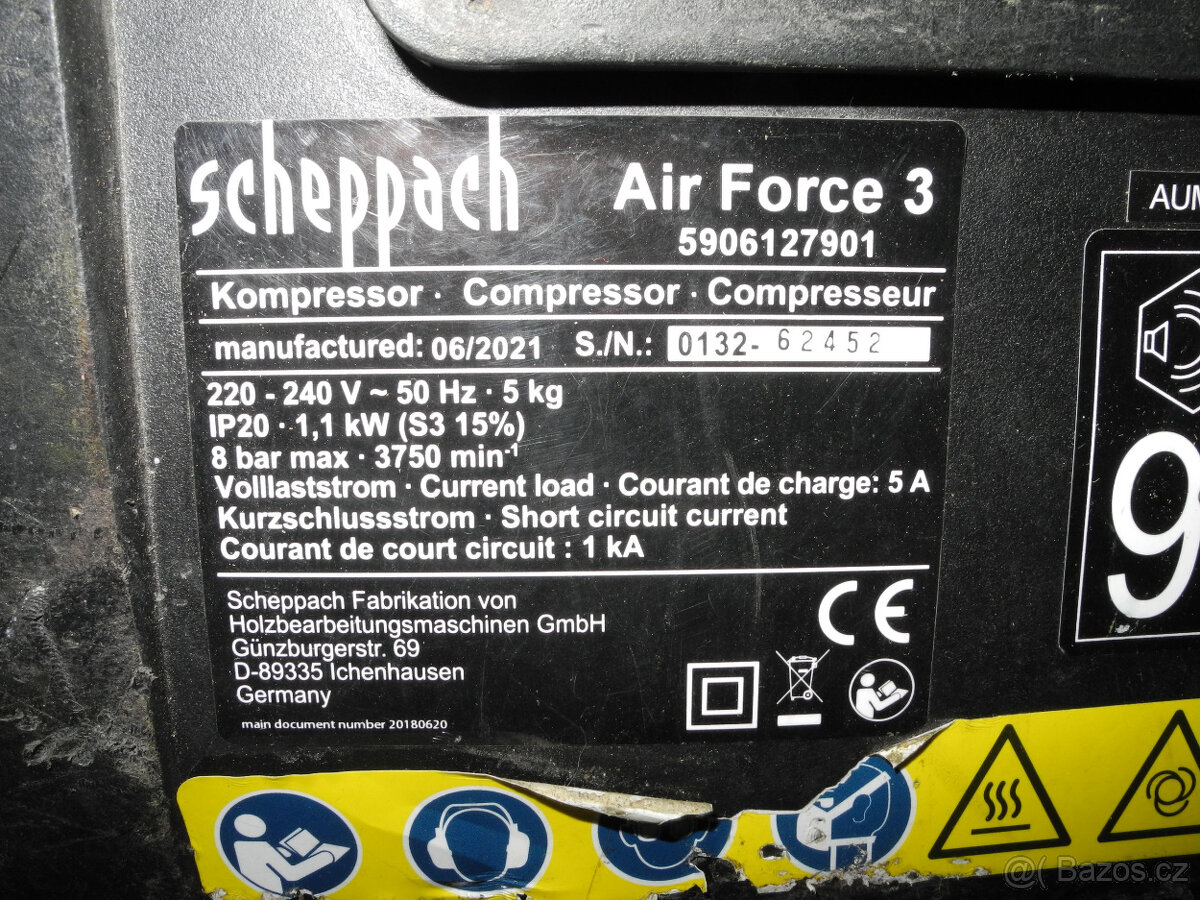 scheppach
Air Force 3
5906127901
Kompressor · Compressor · Compresseur
manufactured: 06/2021 S./N.: 0132- 62452
220 - 240 V ~ 50 Hz · 5 kg
IP20 · 1,1 kW (S3 15%)
8 bar max · 3750 min-¹
Volllaststrom · Current load · Courant de charge: 5 A
Kurzschlussstrom · Short circuit current
Courant de court circuit : 1 kA
Scheppach Fabrikation von
Holzbearbeitungsmaschinen GmbH
Günzburgerstr. 69
D-89335 Ichenhausen
Germany
main document number 20180620
CE
9
@( Bazos.cz